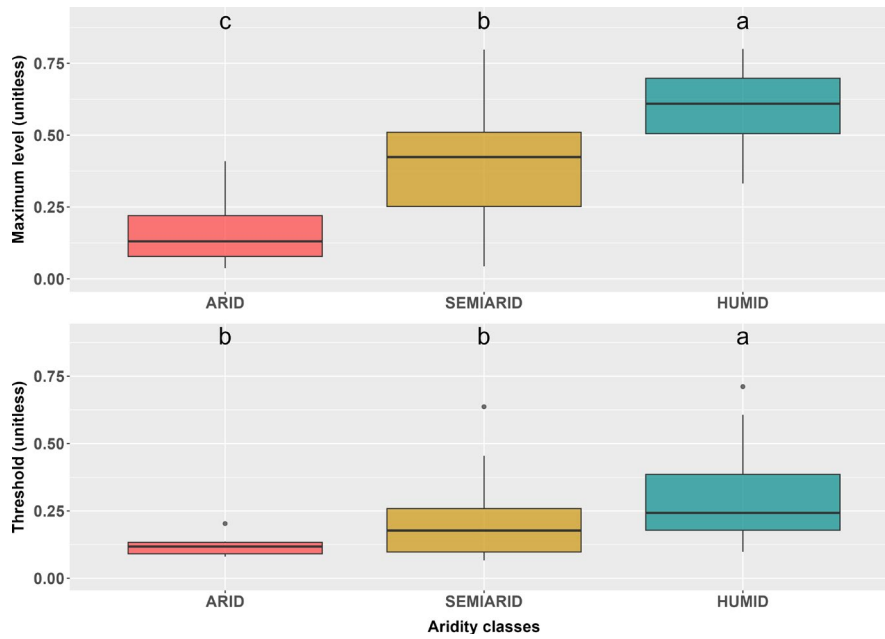 c b a
Maximum level (unitless)
0.75
0.50
0.25
0.00
ARID SEMIARID HUMID
b b a
Threshold (unitless)
0.75
0.50
0.25
0.00
ARID SEMIARID HUMID
Aridity classes